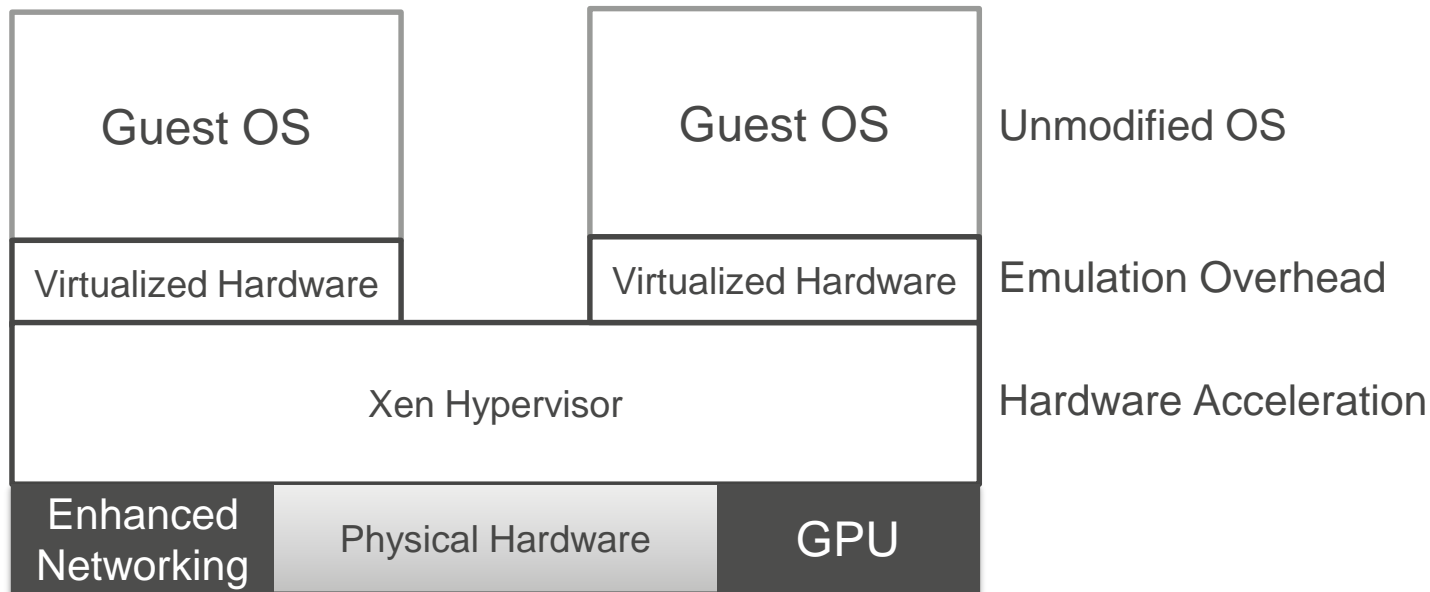 Guest OS
Guest OS
Unmodified OS
Virtualized Hardware
Virtualized Hardware
Emulation Overhead
Xen Hypervisor
Hardware Acceleration
Enhanced
Networking
Physical Hardware
GPU